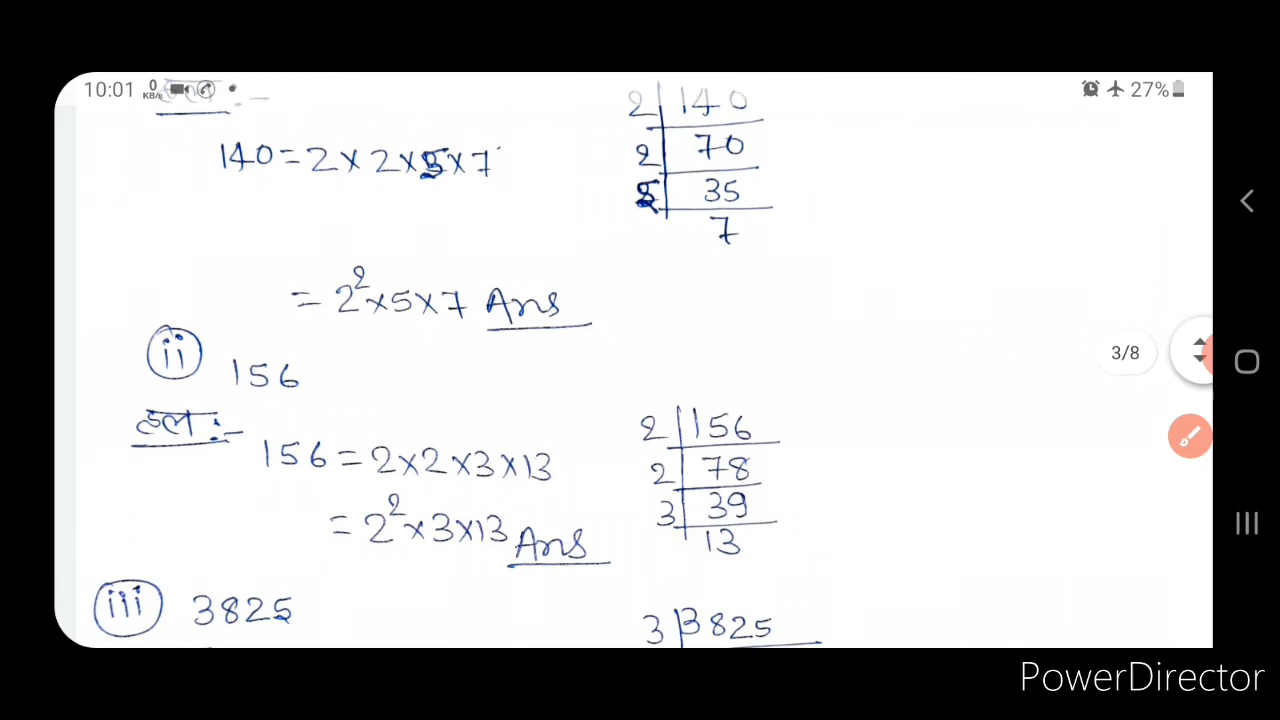 10:01 0 KB/s 27%
2 | 140
140 = 2 × 2 × 5 × 7
2 | 70
5 | 35
7
= 2² × 5 × 7 Ans
3/8
ii 156
हल :-
2 | 156
156 = 2 × 2 × 3 × 13
2 | 78
3 | 39
= 2² × 3 × 13 Ans
13
iii 3825
3 | 3825
PowerDirector